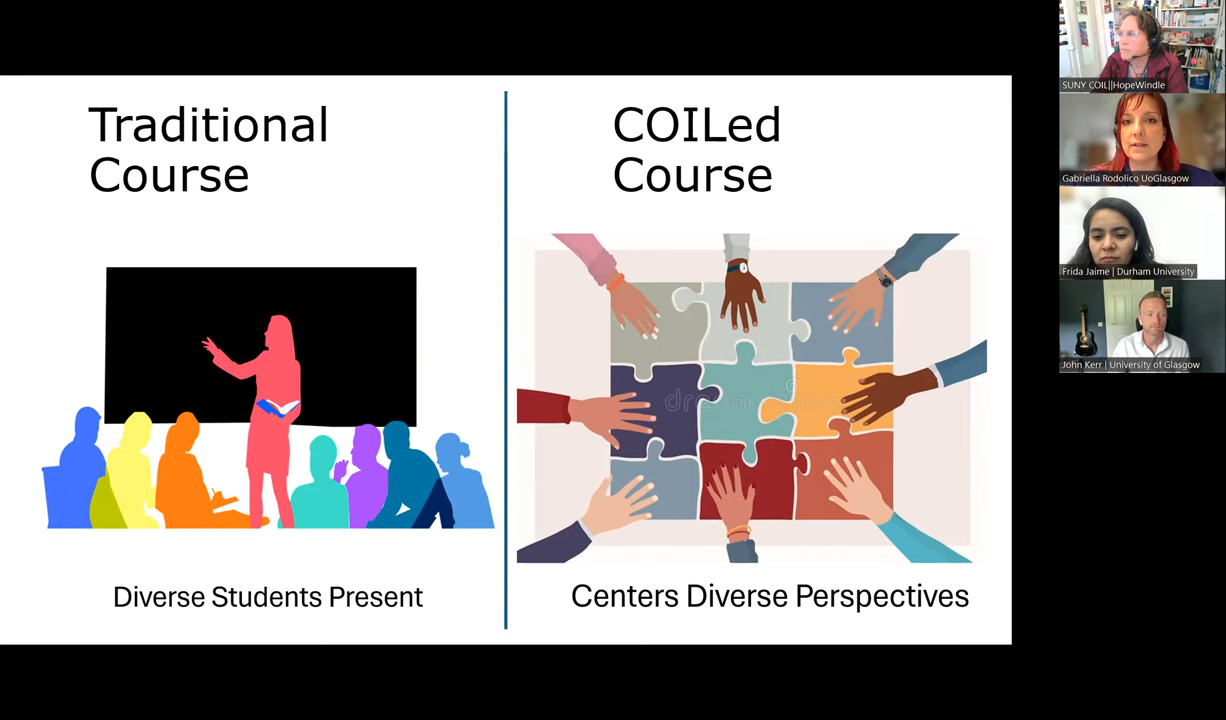 Traditional
Course
COILed
Course
dreamstime
Diverse Students Present
Centers Diverse Perspectives
SUNY COIL||HopeWindle
Gabriella Rodolico UoGlasgow
Frida Jaime | Durham University
John Kerr | University of Glasgow